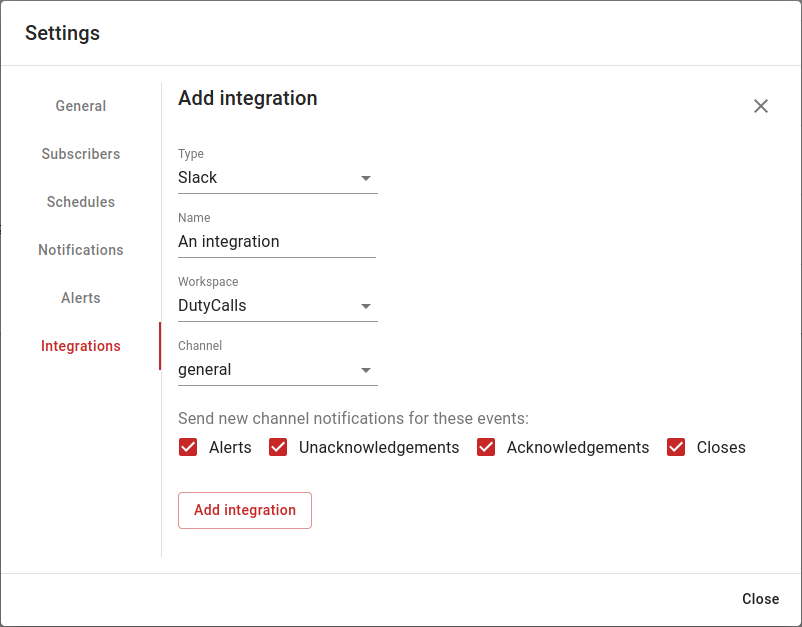 Settings
General
Subscribers
Schedules
Notifications
Alerts
Integrations
Add integration
Type
Slack
Name
An integration
Workspace
DutyCalls
Channel
general
Send new channel notifications for these events:
Alerts Unacknowledgements Acknowledgements Closes
Add integration
Close